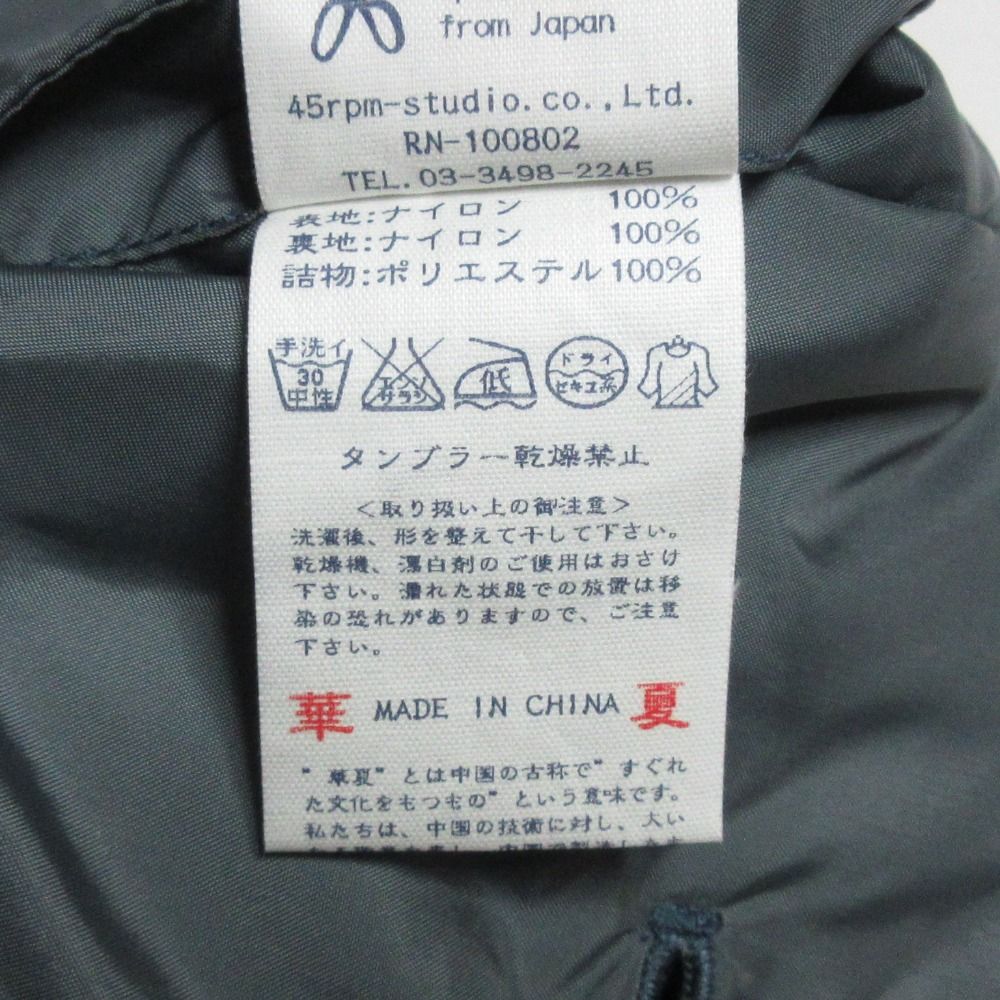 from Japan
45rpm-studio.co.,Ltd.
RN-100802
TEL.03-3498-2245
表地:ナイロン 100%
裏地:ナイロン 100%
詰物:ポリエステル100%
手洗イ
30
中性
エンソ
サラシ
低
ドライ
セキユ系
タンブラー乾燥禁止
<取り扱い上の御注意>
洗濯後、形を整えて干して下さい。
乾燥機、漂白剤のご使用はおさけ
下さい。濡れた状態での放置は移
染の恐れがありますので、ご注意
下さい。
華 MADE IN CHINA 夏
"華夏"とは中国の古称で"すぐれ
た文化をもつもの"という意味です。
私たちは、中国の技術に対し、大い